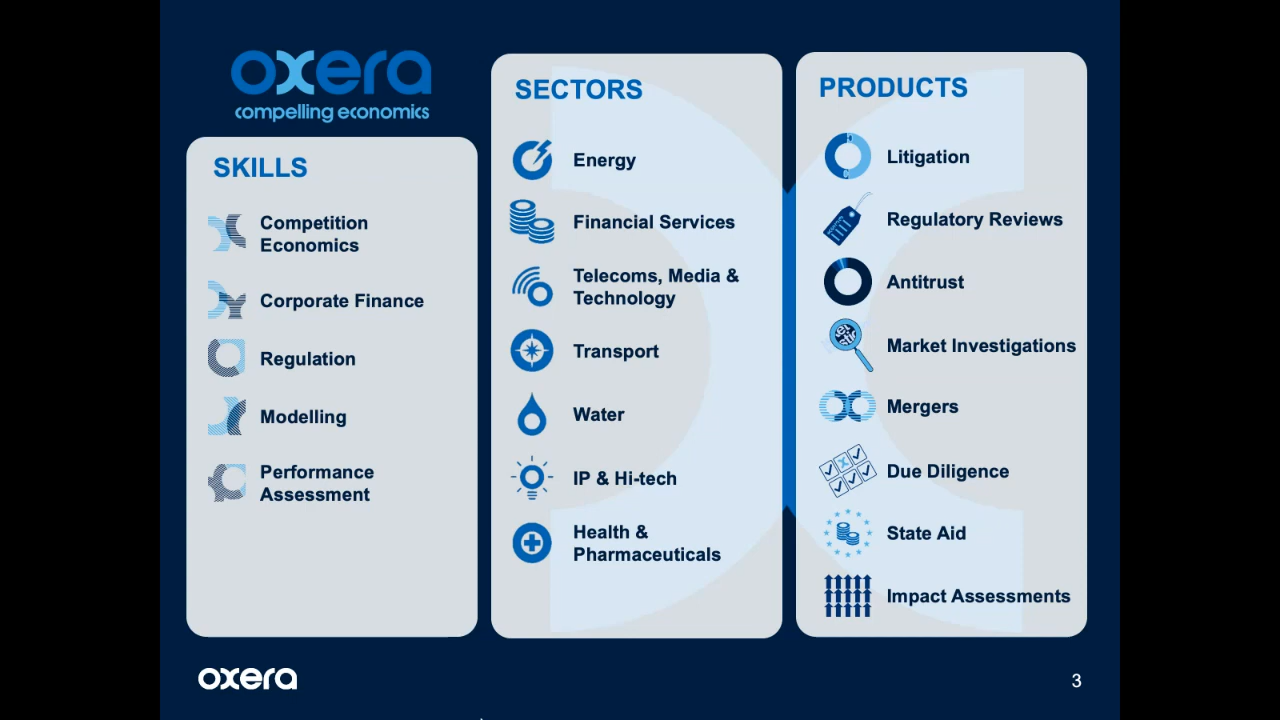 oxera
compelling economics
SKILLS
Competition
Economics
Corporate Finance
Regulation
Modelling
Performance
Assessment
SECTORS
Energy
Financial Services
Telecoms, Media &
Technology
Transport
Water
IP & Hi-tech
Health &
Pharmaceuticals
PRODUCTS
Litigation
Regulatory Reviews
Antitrust
Market Investigations
Mergers
Due Diligence
State Aid
Impact Assessments
oxera
3